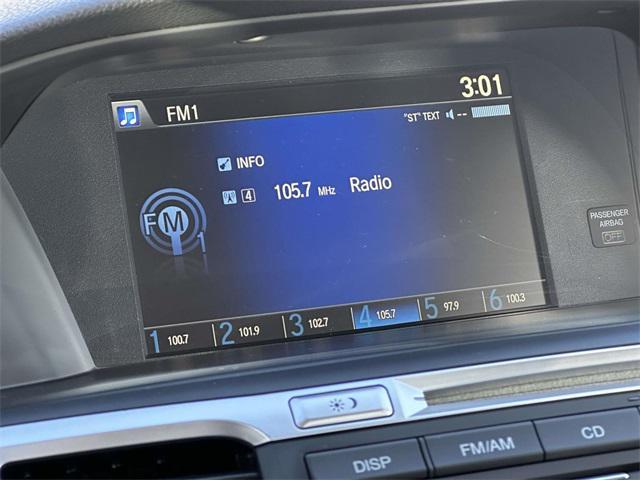 FM1
3:01
"ST" TEXT --
INFO
4 105.7 MHz Radio
FM 1
1 100.7 2 101.9 3 102.7 4 105.7 5 97.9 6 100.3
PASSENGER
AIRBAG
OFF
DISP FM/AM CD